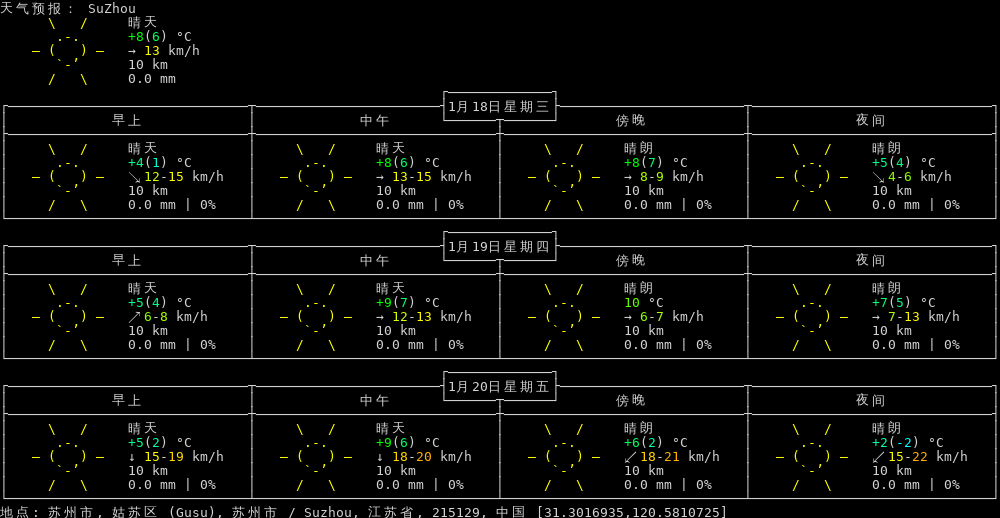 天气预报: SuZhou
晴天
+8(6) °C
→ 13 km/h
10 km
0.0 mm
1月18日星期三
早上 中午 傍晚 夜间
晴天 晴天 晴朗 晴朗
+4(1) °C +8(6) °C +8(7) °C +5(4) °C
↘ 12-15 km/h → 13-15 km/h → 8-9 km/h ↘ 4-6 km/h
10 km 10 km 10 km 10 km
0.0 mm | 0% 0.0 mm | 0% 0.0 mm | 0% 0.0 mm | 0%
1月19日星期四
早上 中午 傍晚 夜间
晴天 晴天 晴朗 晴朗
+5(4) °C +9(7) °C 10 °C +7(5) °C
↗ 6-8 km/h → 12-13 km/h → 6-7 km/h → 7-13 km/h
10 km 10 km 10 km 10 km
0.0 mm | 0% 0.0 mm | 0% 0.0 mm | 0% 0.0 mm | 0%
1月20日星期五
早上 中午 傍晚 夜间
晴天 晴天 晴朗 晴朗
+5(2) °C +9(6) °C +6(2) °C +2(-2) °C
↓ 15-19 km/h ↓ 18-20 km/h ↙ 18-21 km/h ↙ 15-22 km/h
10 km 10 km 10 km 10 km
0.0 mm | 0% 0.0 mm | 0% 0.0 mm | 0% 0.0 mm | 0%
地点: 苏州市, 姑苏区 (Gusu), 苏州市 / Suzhou, 江苏省, 215129, 中国 [31.3016935,120.5810725]